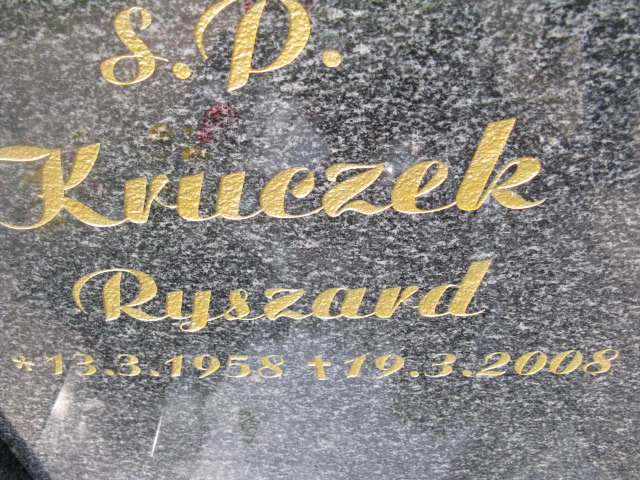 S.P.
Kruczek
Ryszard
*13.3.1958 †19.3.2008